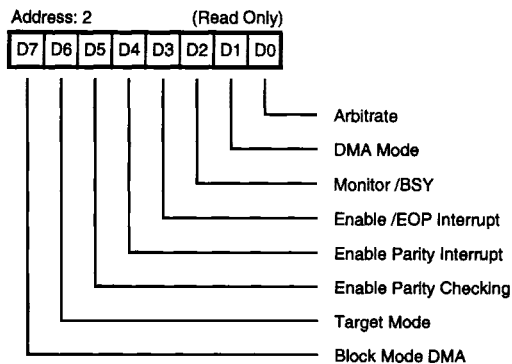 Address: 2 (Read Only)
D7 D6 D5 D4 D3 D2 D1 D0
Arbitrate
DMA Mode
Monitor /BSY
Enable /EOP Interrupt
Enable Parity Interrupt
Enable Parity Checking
Target Mode
Block Mode DMA